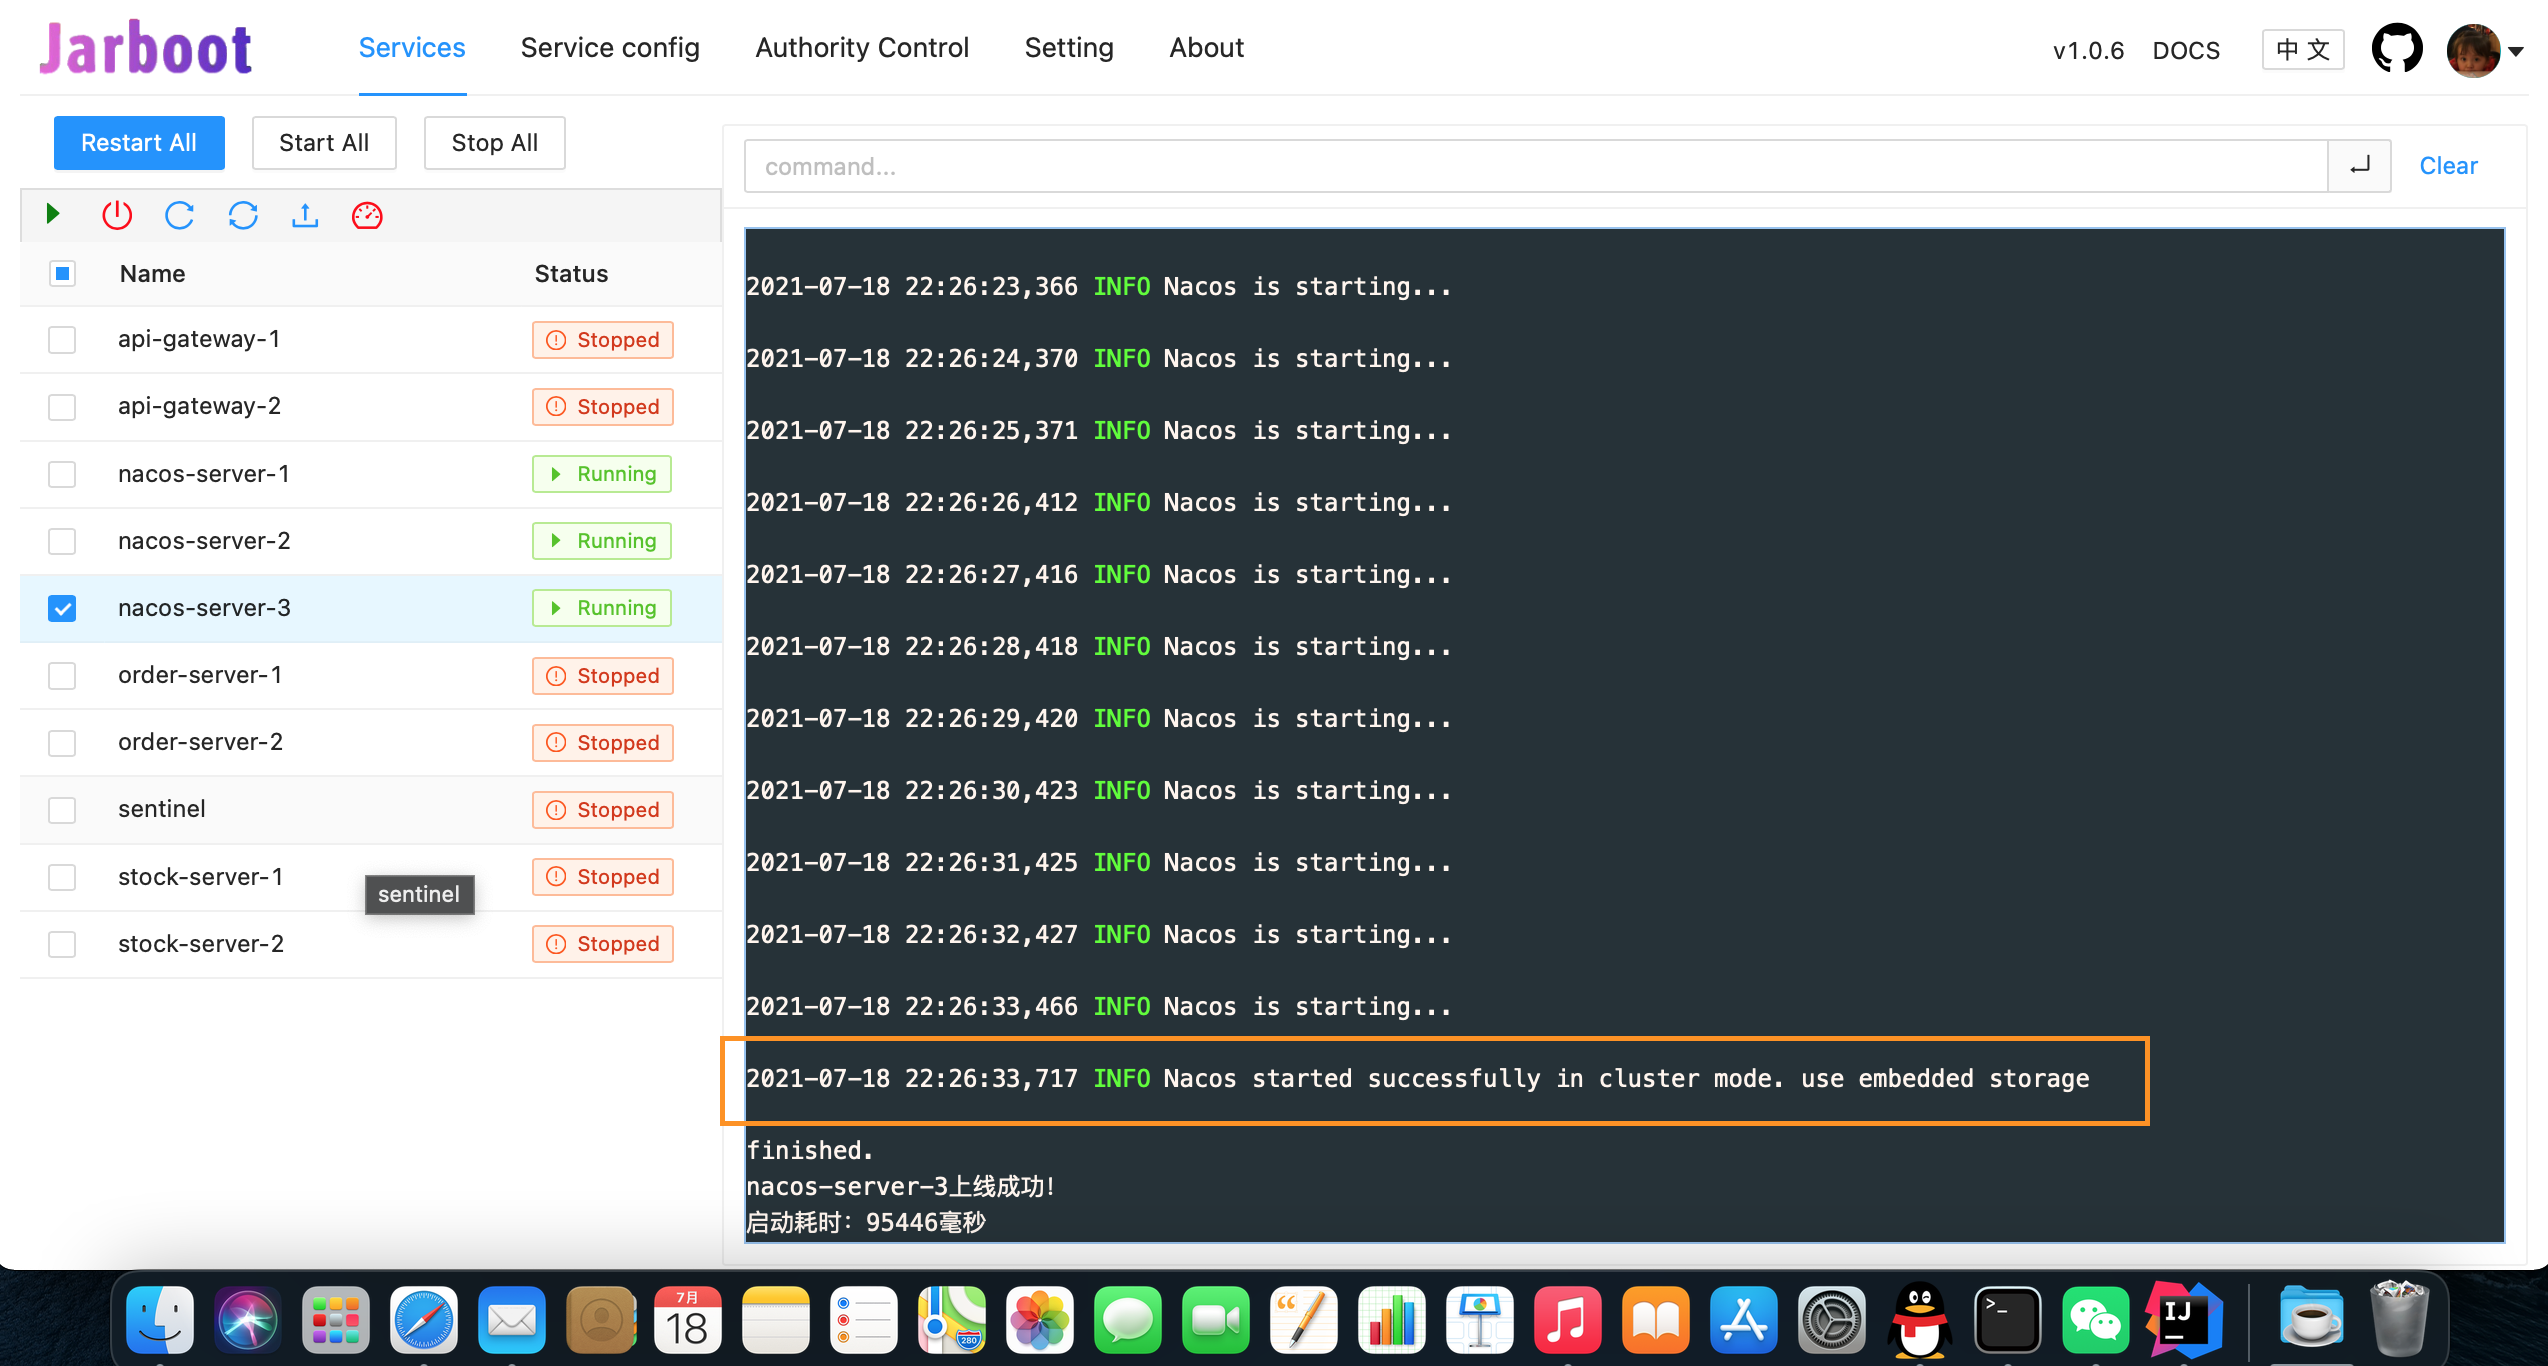 Jarboot
Services
Service config
Authority Control
Setting
About
v1.0.6
DOCS
中 文
Restart All
Start All
Stop All
command...
Clear
Name
Status
api-gateway-1
Stopped
api-gateway-2
Stopped
nacos-server-1
Running
nacos-server-2
Running
nacos-server-3
Running
order-server-1
Stopped
order-server-2
Stopped
sentinel
Stopped
stock-server-1
Stopped
sentinel
stock-server-2
Stopped
2021-07-18 22:26:23,366 INFO Nacos is starting...
2021-07-18 22:26:24,370 INFO Nacos is starting...
2021-07-18 22:26:25,371 INFO Nacos is starting...
2021-07-18 22:26:26,412 INFO Nacos is starting...
2021-07-18 22:26:27,416 INFO Nacos is starting...
2021-07-18 22:26:28,418 INFO Nacos is starting...
2021-07-18 22:26:29,420 INFO Nacos is starting...
2021-07-18 22:26:30,423 INFO Nacos is starting...
2021-07-18 22:26:31,425 INFO Nacos is starting...
2021-07-18 22:26:32,427 INFO Nacos is starting...
2021-07-18 22:26:33,466 INFO Nacos is starting...
2021-07-18 22:26:33,717 INFO Nacos started successfully in cluster mode. use embedded storage
finished.
nacos-server-3上线成功!
启动耗时：95446毫秒
7月
18
280
>_
IJ